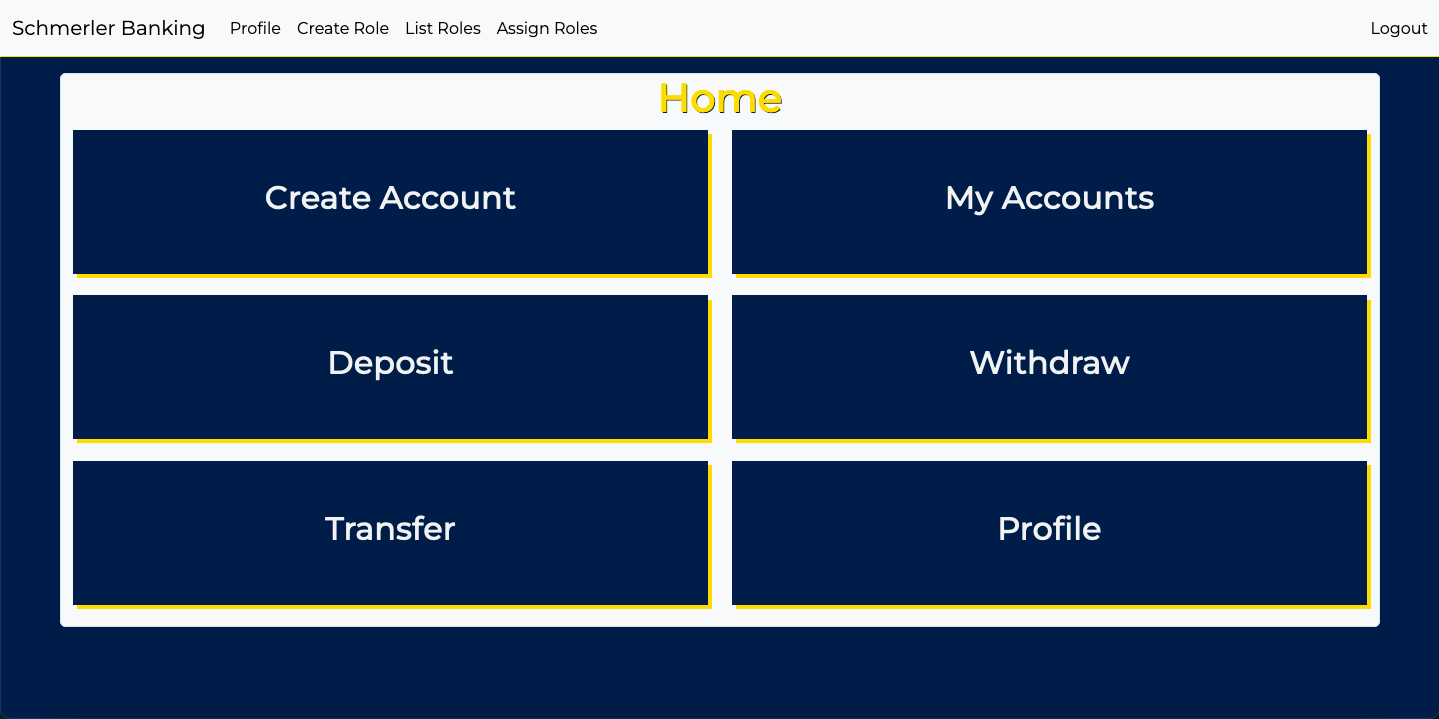 Schmerler Banking Profile Create Role List Roles Assign Roles Logout
Home
Create Account My Accounts
Deposit Withdraw
Transfer Profile